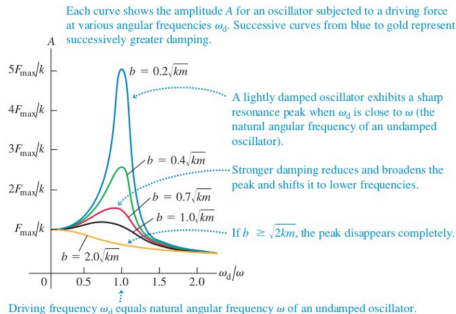 Each curve shows the amplitude A for an oscillator subjected to a driving force
at various angular frequencies ωd. Successive curves from blue to gold represent
successively greater damping.
A
5Fmax/k
b = 0.2√km
A lightly damped oscillator exhibits a sharp
resonance peak when ωd is close to ω (the
natural angular frequency of an undamped
oscillator).
4Fmax/k
3Fmax/k
b = 0.4√km
Stronger damping reduces and broadens the
peak and shifts it to lower frequencies.
2Fmax/k
b = 0.7√km
b = 1.0√km
Fmax/k
If b ≥ √2km, the peak disappears completely.
b = 2.0√km
0 0.5 1.0 1.5 2.0 ωd/ω
Driving frequency ωd equals natural angular frequency ω of an undamped oscillator.